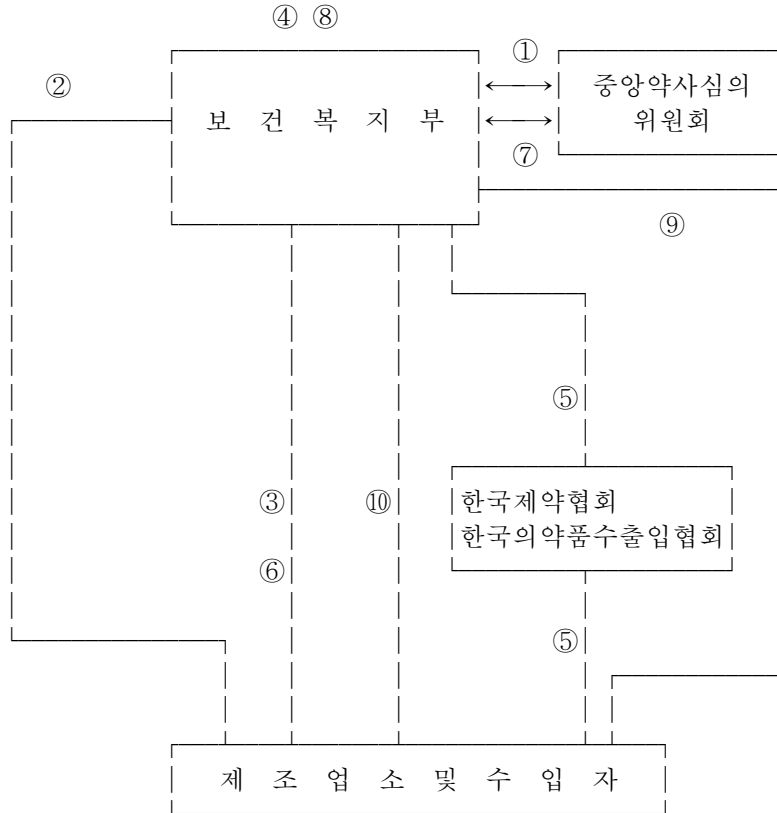 ④ ⑧
①
②
중앙약사심의
위원회
보 건 복 지 부
⑦
⑨
⑤
③
⑩
한국제약협회
한국의약품수출입협회
⑥
⑤
제 조 업 소 및 수 입 자